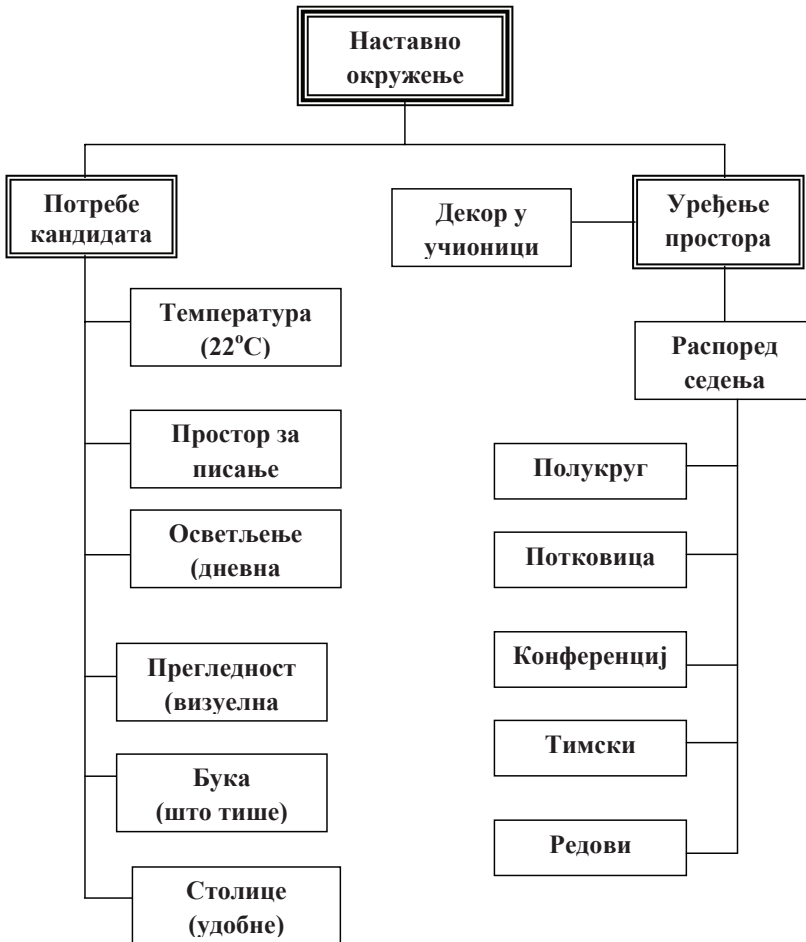 Наставно
окружење
Потребе
кандидата
Декор у
учионици
Уређење
простора
Температура
(22°C)
Простор за
писање
Осветљење
(дневна
Прегледност
(визуелна
Бука
(што тише)
Столице
(удобне)
Распоред
седења
Полукруг
Потковица
Конференциј
Тимски
Редови